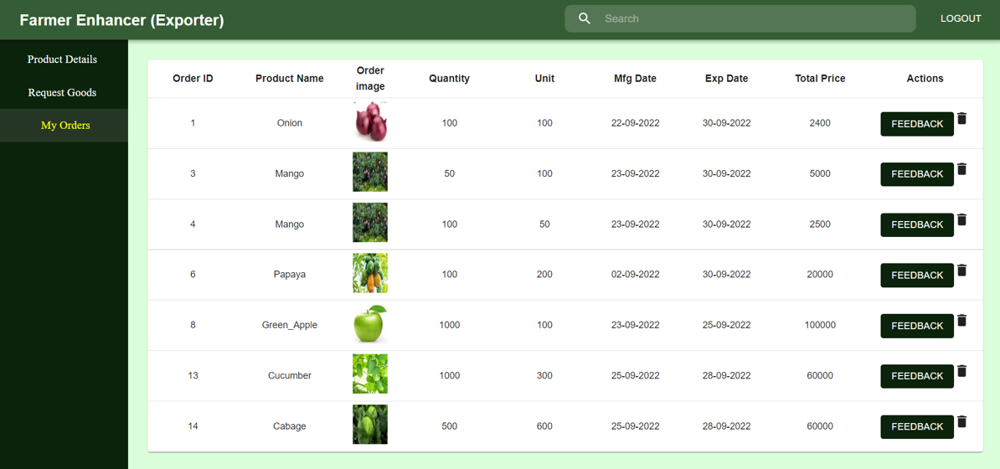 Farmer Enhancer (Exporter)
Search
LOGOUT
Product Details
Request Goods
My Orders
Order ID Product Name Order image Quantity Unit Mfg Date Exp Date Total Price Actions
1 Onion 100 100 22-09-2022 30-09-2022 2400 FEEDBACK
3 Mango 50 100 23-09-2022 30-09-2022 5000 FEEDBACK
4 Mango 100 50 23-09-2022 30-09-2022 2500 FEEDBACK
6 Papaya 100 200 02-09-2022 30-09-2022 20000 FEEDBACK
8 Green_Apple 1000 100 23-09-2022 25-09-2022 100000 FEEDBACK
13 Cucumber 1000 300 25-09-2022 28-09-2022 60000 FEEDBACK
14 Cabage 500 600 25-09-2022 28-09-2022 60000 FEEDBACK